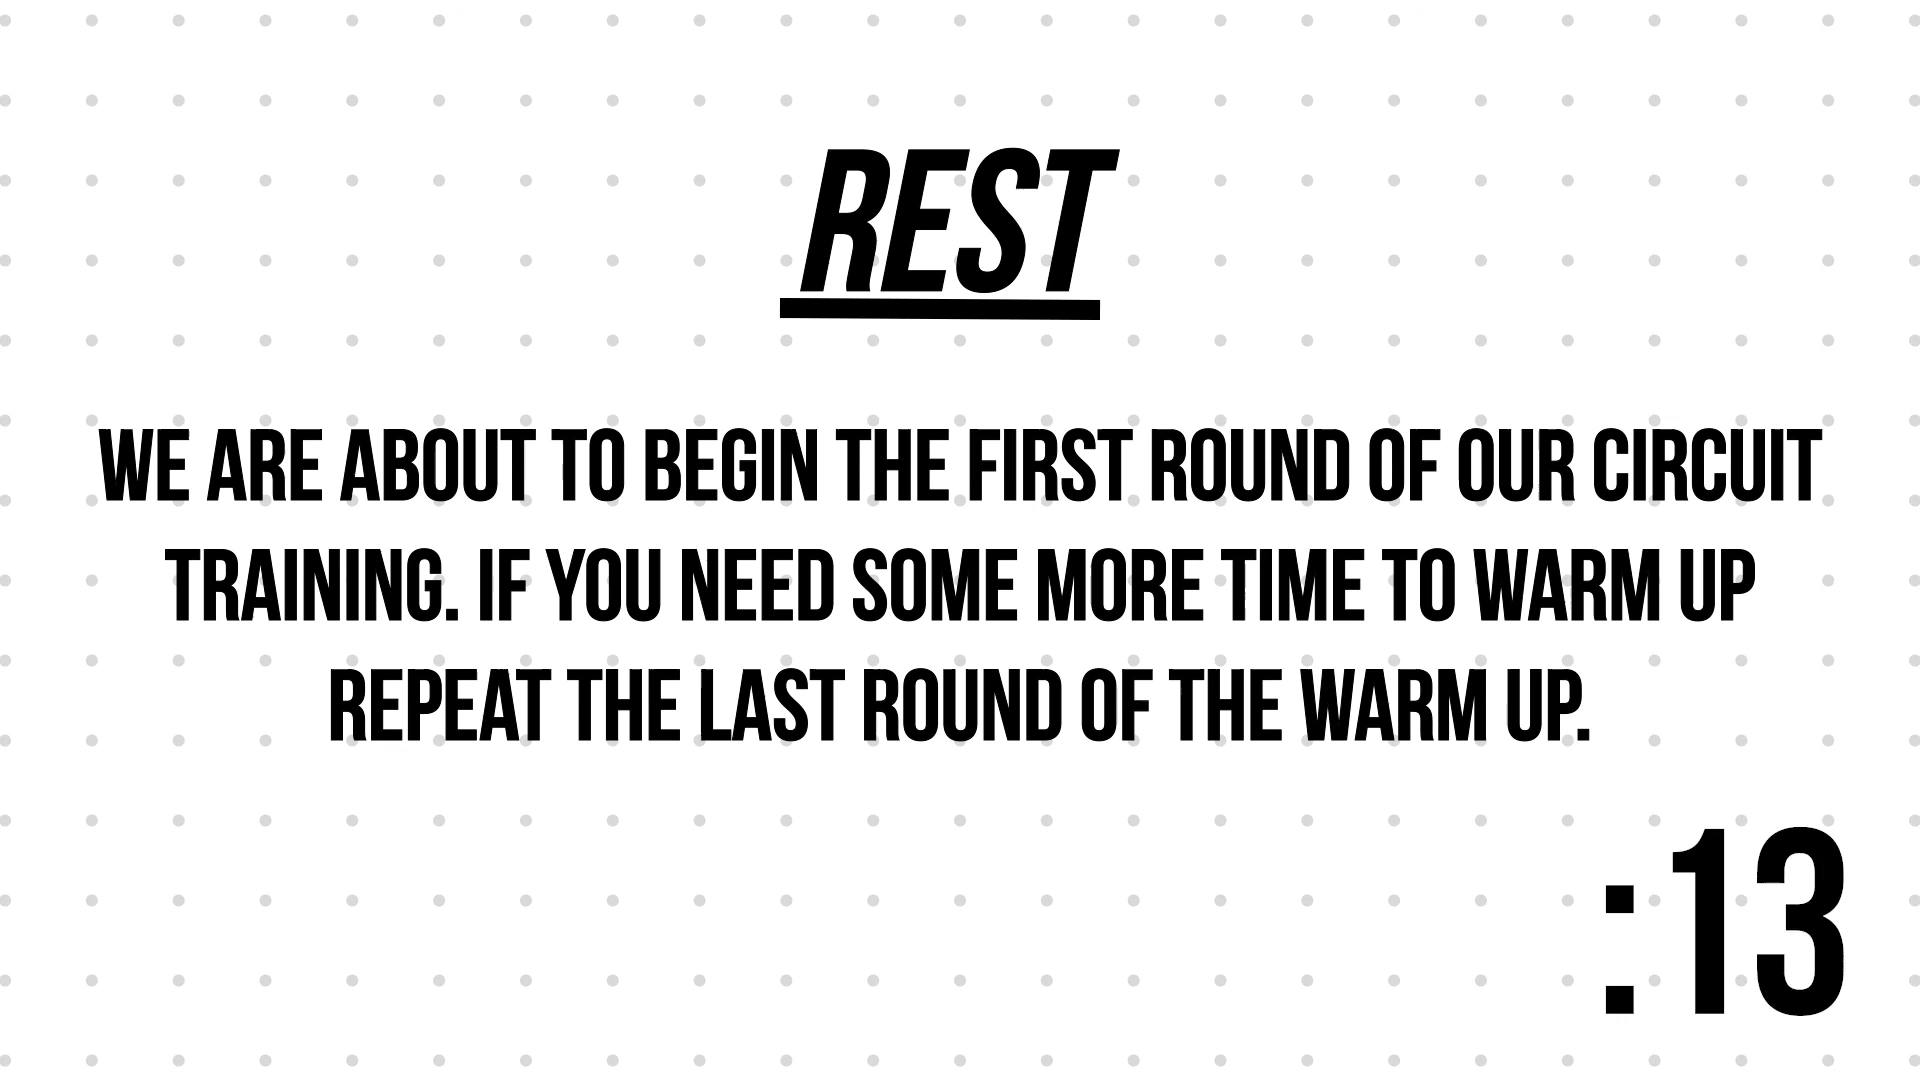 REST
WE ARE ABOUT TO BEGIN THE FIRST ROUND OF OUR CIRCUIT
TRAINING. IF YOU NEED SOME MORE TIME TO WARM UP
REPEAT THE LAST ROUND OF THE WARM UP.
:13